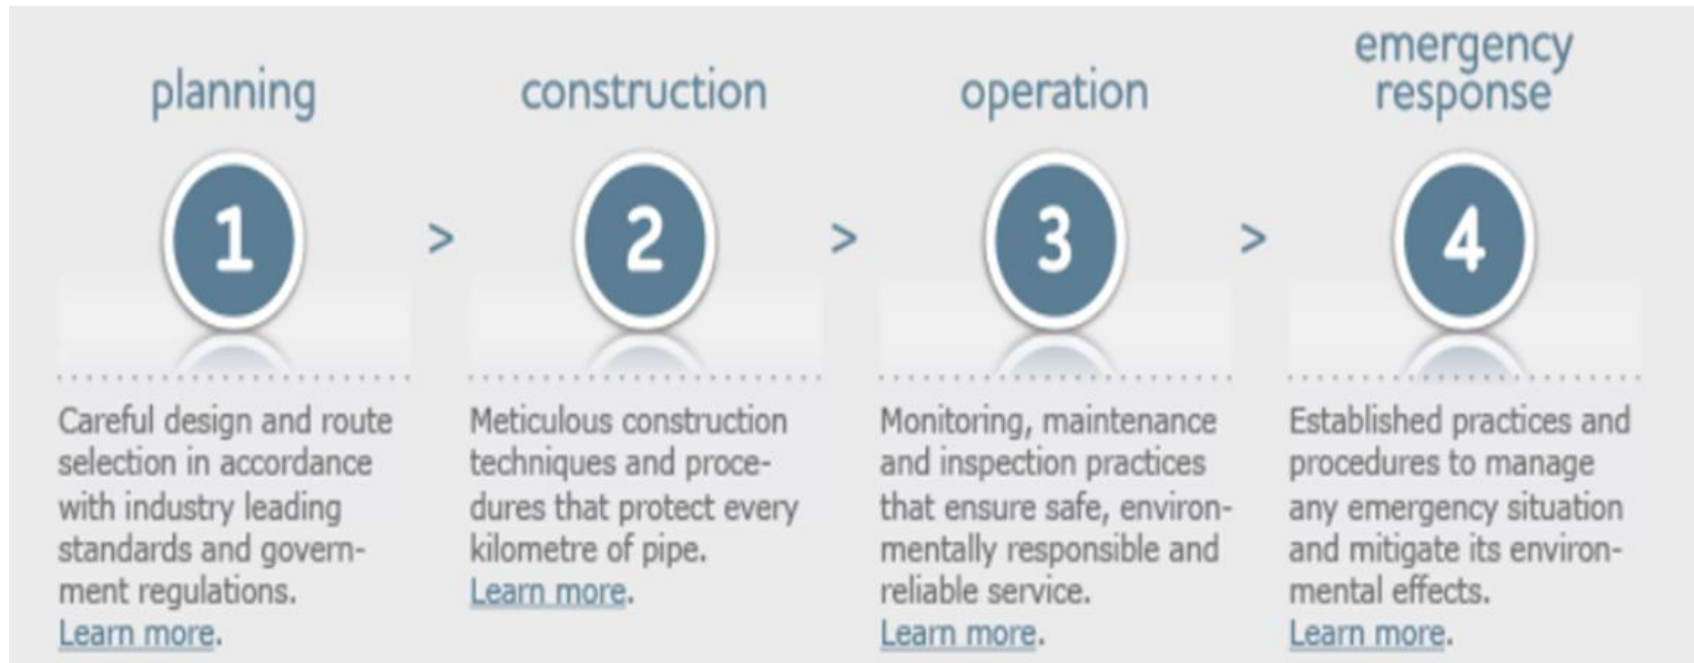 planning
1
Careful design and route
selection in accordance
with industry leading
standards and govern-
ment regulations.
Learn more.
>
construction
2
Meticulous construction
techniques and proce-
dures that protect every
kilometre of pipe.
Learn more.
>
operation
3
Monitoring, maintenance
and inspection practices
that ensure safe, environ-
mentally responsible and
reliable service.
Learn more.
>
emergency
response
4
Established practices and
procedures to manage
any emergency situation
and mitigate its environ-
mental effects.
Learn more.